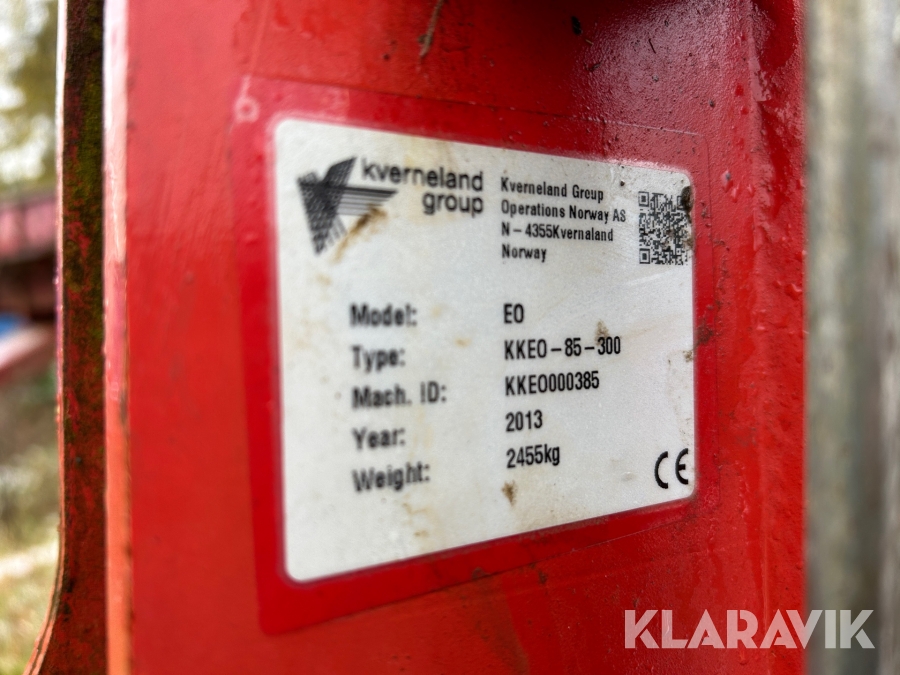 kverneland
group
Kverneland Group
Operations Norway AS
N - 4355Kvernaland
Norway
Model: EO
Type: KKEO-85-300
Mach. ID: KKEO000385
Year: 2013
Weight: 2455kg
CE
KLARAVIK